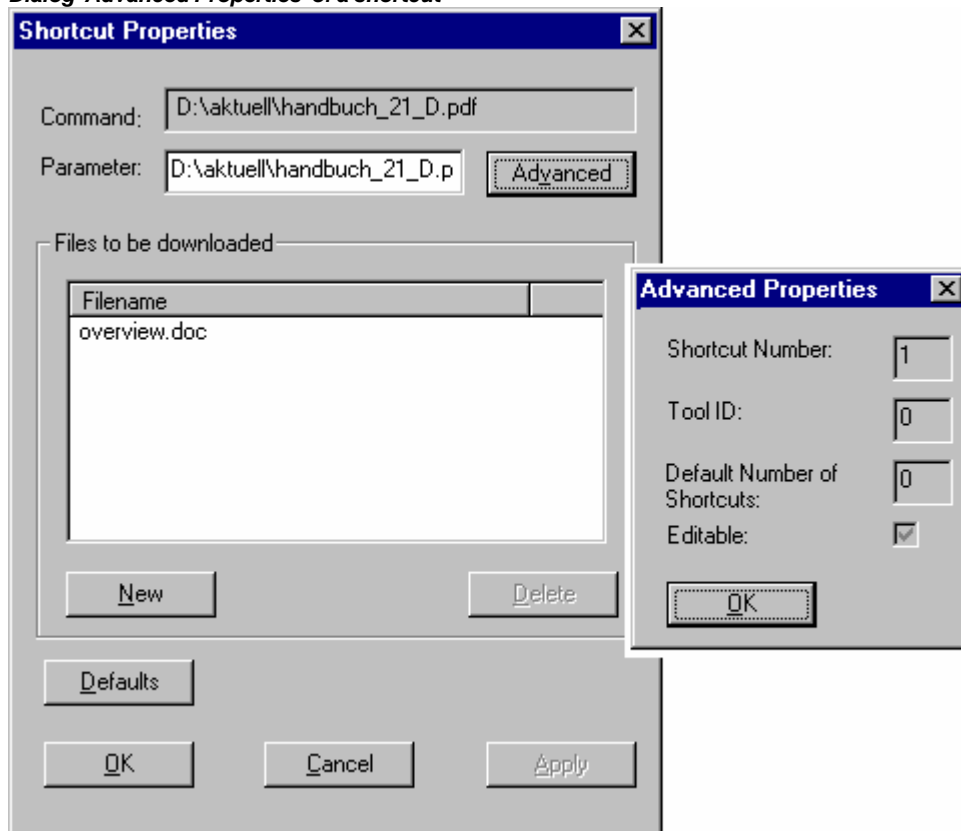 Dialog 'Advanced Properties' of a shortcut
Shortcut Properties
Command: D:\aktuell\handbuch_21_D.pdf
Parameter: D:\aktuell\handbuch_21_D.p Advanced
Files to be downloaded
Filename
overview.doc
New Delete
Defaults
OK Cancel Apply
Advanced Properties
Shortcut Number: 1
Tool ID: 0
Default Number of
Shortcuts: 0
Editable:
OK